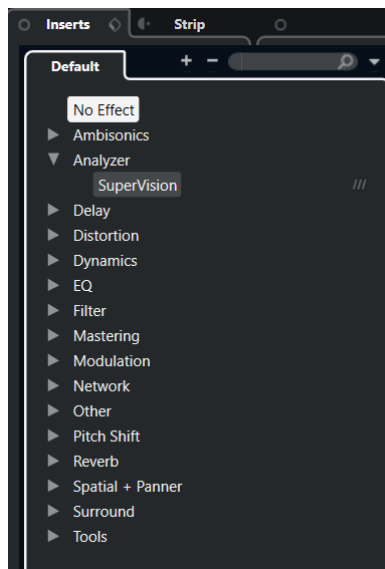 Inserts Strip
Default + −
No Effect
Ambisonics
Analyzer
SuperVision ///
Delay
Distortion
Dynamics
EQ
Filter
Mastering
Modulation
Network
Other
Pitch Shift
Reverb
Spatial + Panner
Surround
Tools